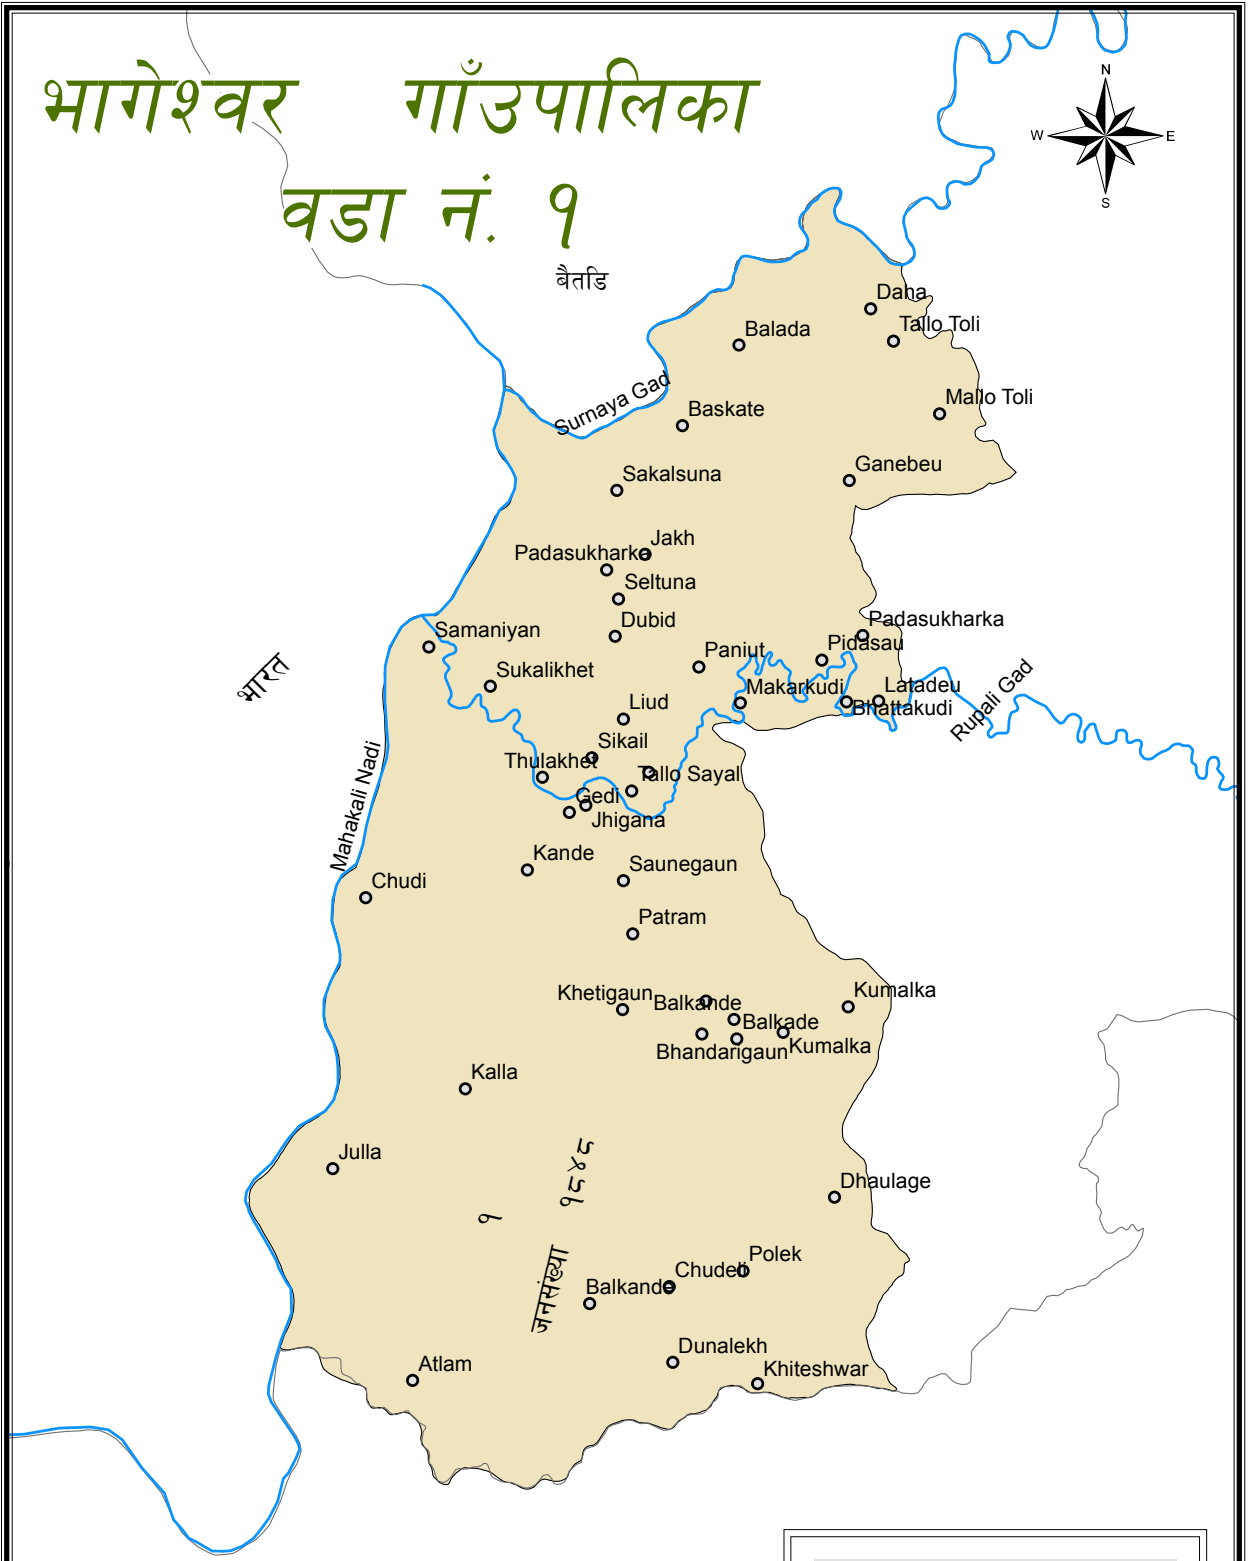 भागेश्वर गाँउपालिका
वडा नं. १
N
W E
S
बैतडि
Daha
Tallo Toli
Balada
Surnaya Gad
Mallo Toli
Baskate
Ganebeu
Sakalsuna
Jakh
Padasukharka
Seltuna
Dubid
Padasukharka
Samaniyan
Pidasau
Paniut
भारत
Sukalikhet
Makarkudi
Latadeu
Bhattakudi
Rupali Gad
Liud
Sikail
Thulakhet
Tallo Sayal
Mahakali Nadi
Gedi
Jhigana
Kande
Saunegaun
Chudi
Patram
Khetigaun
Balkande
Kumalka
Balkade
Kumalka
Bhandarigaun
Kalla
Julla
१८४८
Dhaulage
१
जनसंख्या
Polek
Chudeli
Balkande
Dunalekh
Atlam
Khiteshwar